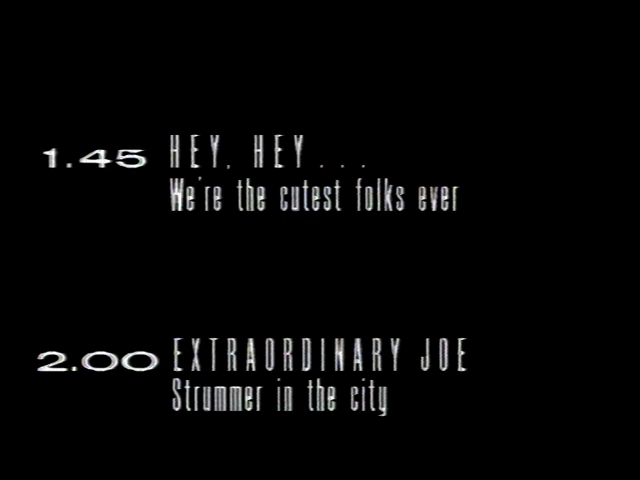 1.45 HEY, HEY...
We're the cutest folks ever
2.00 EXTRAORDINARY JOE
Strummer in the city